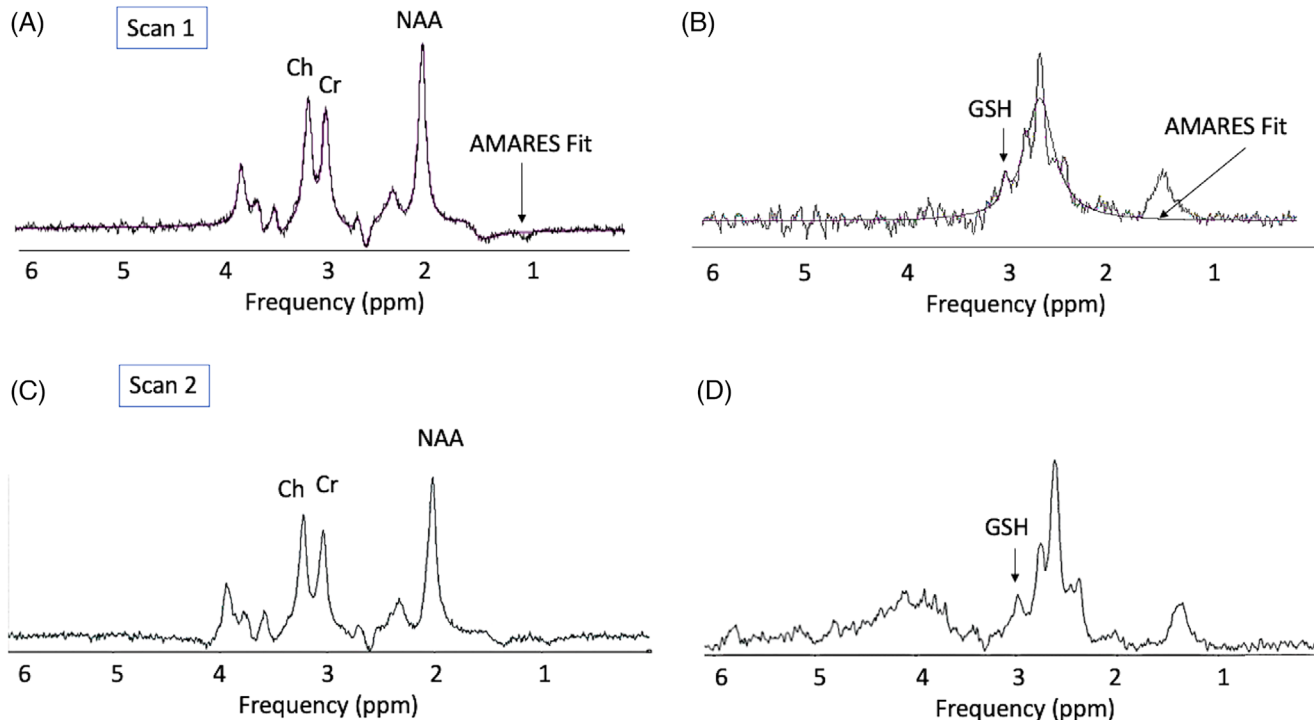 (A)
Scan 1
NAA
Ch
Cr
AMARES Fit
6 5 4 3 2 1
Frequency (ppm)
(B)
GSH
AMARES Fit
6 5 4 3 2 1
Frequency (ppm)
(C)
Scan 2
NAA
Ch Cr
6 5 4 3 2 1
Frequency (ppm)
(D)
GSH
6 5 4 3 2 1
Frequency (ppm)